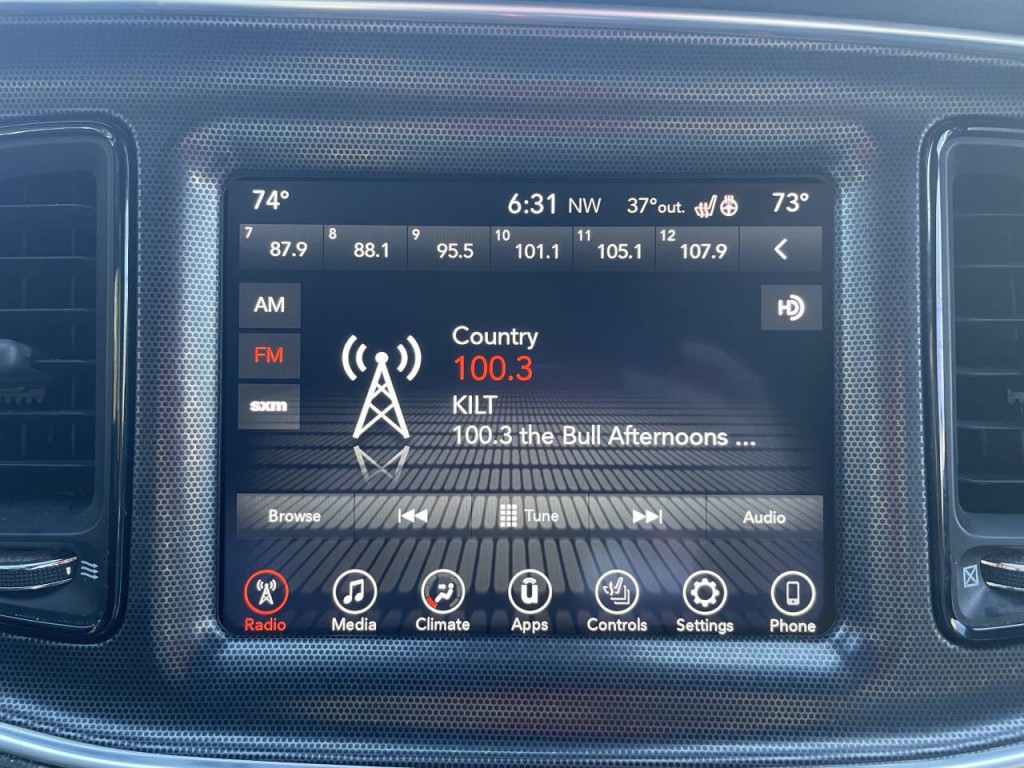 74° 6:31 NW 37°out. 73°
7 87.9 8 88.1 9 95.5 10 101.1 11 105.1 12 107.9
AM
HD
FM
sxm
Country
100.3
KILT
100.3 the Bull Afternoons ...
Browse Tune Audio
Radio Media Climate Apps Controls Settings Phone